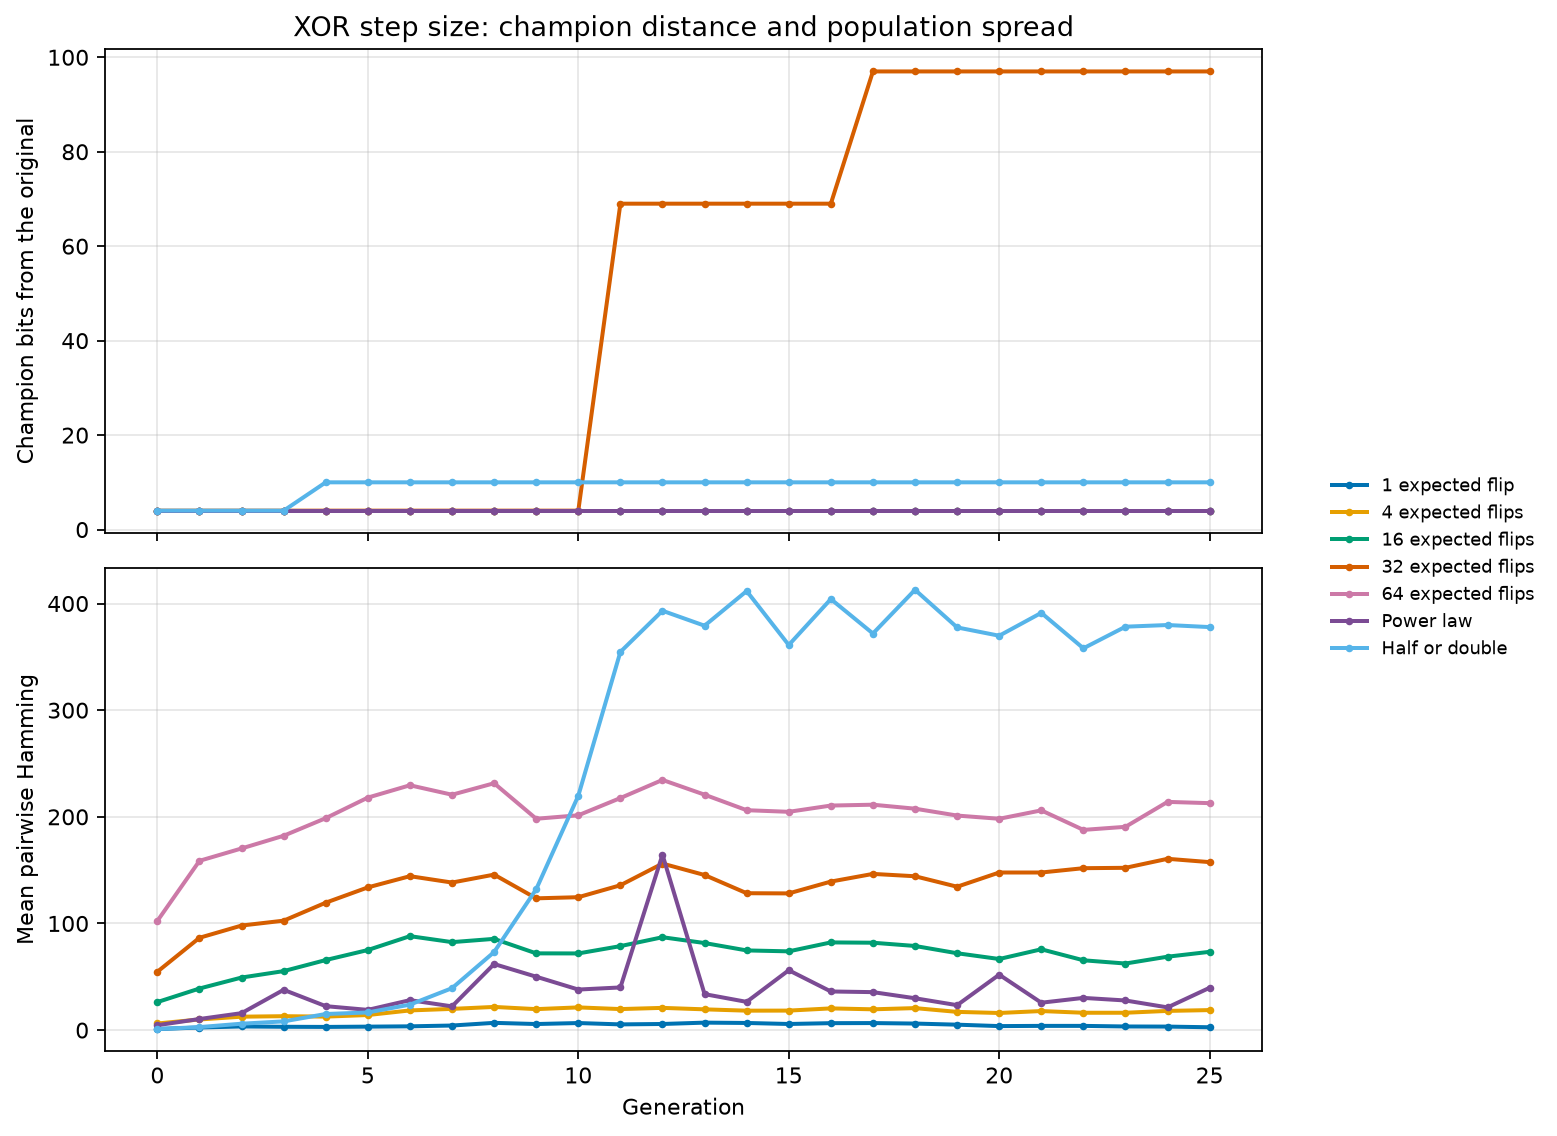 XOR step size: champion distance and population spread
Champion bits from the original
100
80
60
40
20
0
Mean pairwise Hamming
400
300
200
100
0
0 5 10 15 20 25
Generation
1 expected flip
4 expected flips
16 expected flips
32 expected flips
64 expected flips
Power law
Half or double